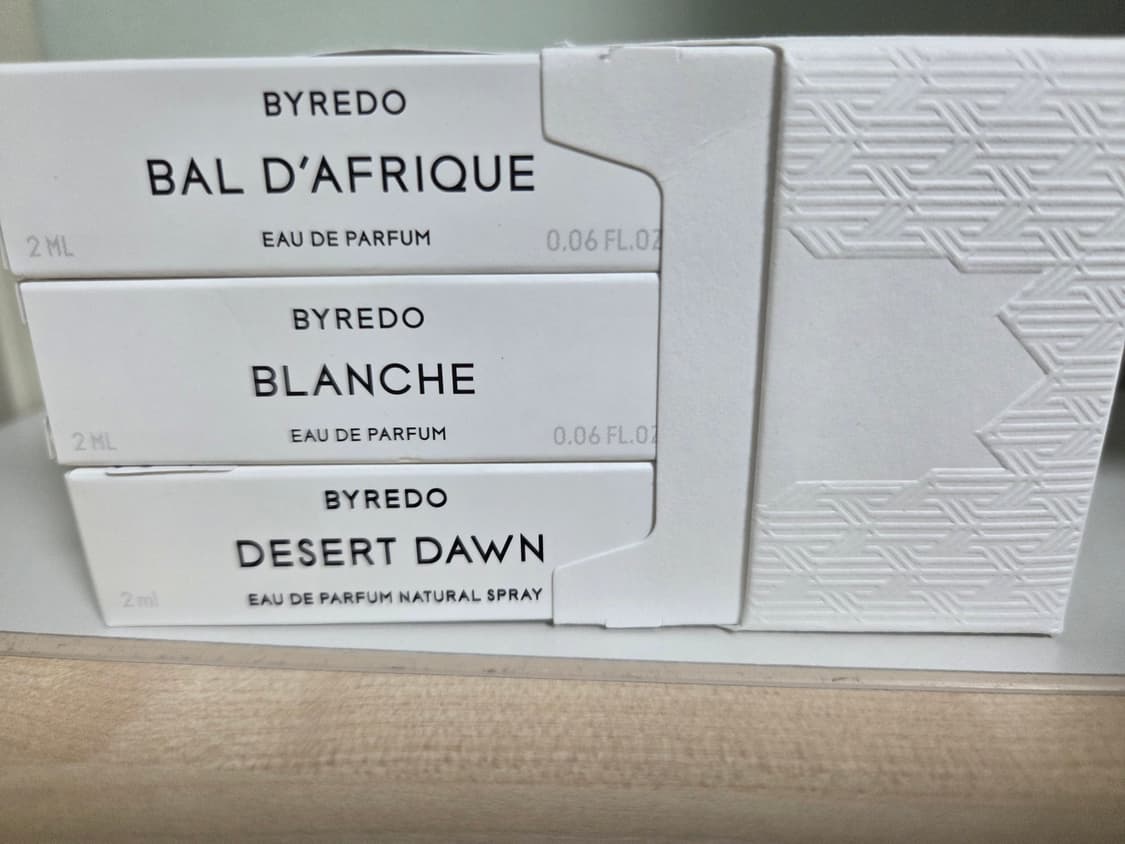 BYREDO
BAL D'AFRIQUE
EAU DE PARFUM
2 ML 0.06 FL.OZ
BYREDO
BLANCHE
EAU DE PARFUM
2 ML 0.06 FL.OZ
BYREDO
DESERT DAWN
EAU DE PARFUM NATURAL SPRAY
2 ml